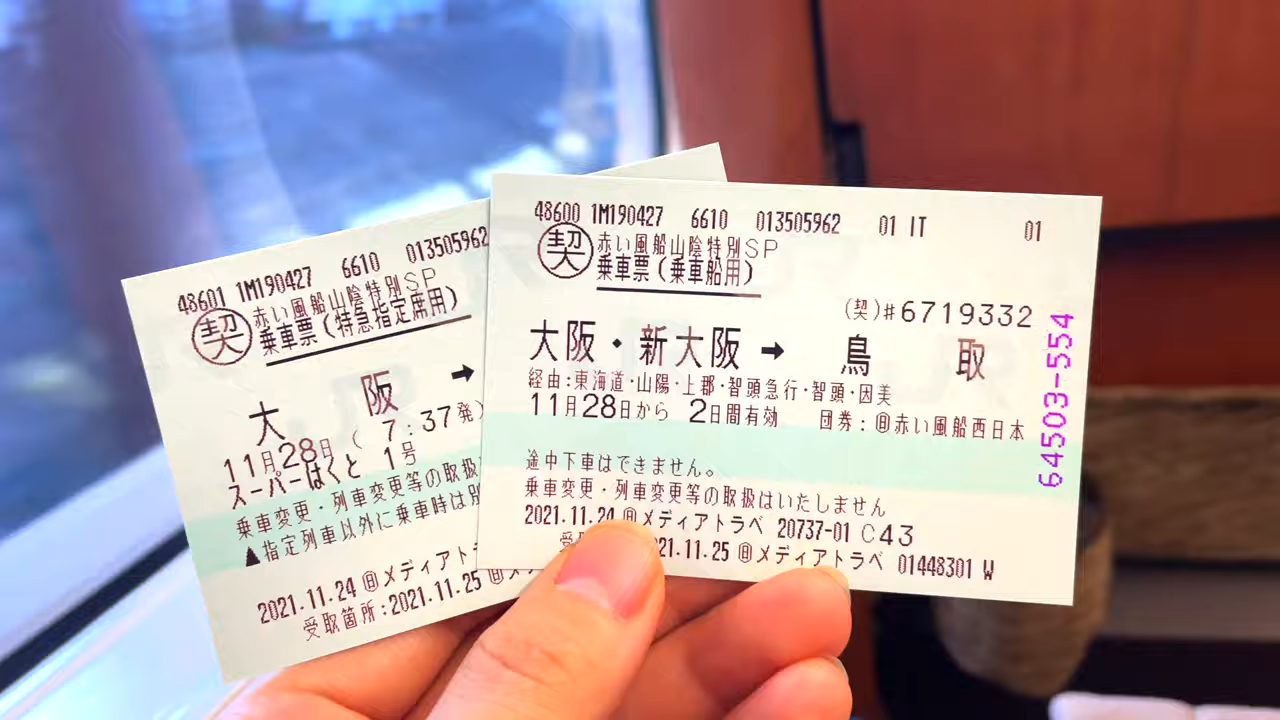 48601 1M190427 6610 013505962
契 赤い風船山陰特別SP
乗車票(特急指定席用)
大 阪 →
11月28日 ( 7:37発)
スーパーはくと 1号
乗車変更・列車変更等の取扱
▲指定列車以外に乗車時は別
2021.11.24 Ⓗメディアトラ
受取箇所:2021.11.25
48600 1M190427 6610 013505962 01 IT 01
契 赤い風船山陰特別SP
乗車票(乗車船用)
(契)#6719332
大阪・新大阪 → 鳥 取
経由:東海道・山陽・上郡・智頭急行・智頭・因美
11月28日から 2日間有効 団券:㊐赤い風船西日本
途中下車はできません。
乗車変更・列車変更等の取扱はいたしません
2021.11.24 ㊐メディアトラベ 20737-01 C43
受 21.11.25 ㊐メディアトラベ 01448301 W
64503-554